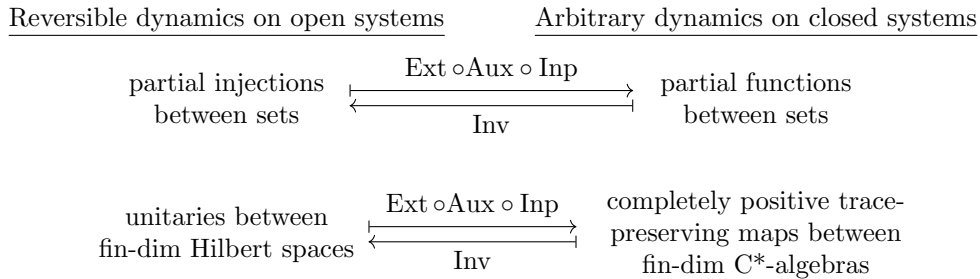 Reversible dynamics on open systems Arbitrary dynamics on closed systems
Ext ∘Aux ∘ Inp
partial injections partial functions
between sets between sets
Inv
Ext ∘Aux ∘ Inp
completely positive trace-
unitaries between preserving maps between
fin-dim Hilbert spaces fin-dim C*-algebras
Inv